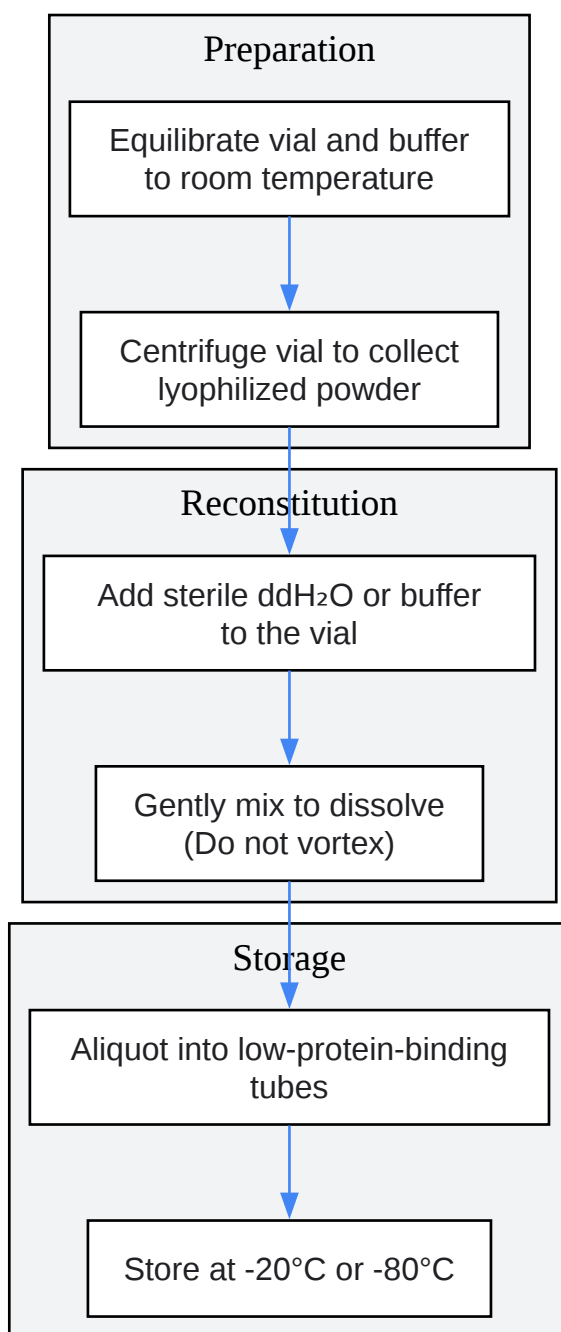 Preparation
Equilibrate vial and buffer
to room temperature
Centrifuge vial to collect
lyophilized powder
Reconstitution
Add sterile ddH₂O or buffer
to the vial
Gently mix to dissolve
(Do not vortex)
Storage
Aliquot into low-protein-binding
tubes
Store at -20°C or -80°C